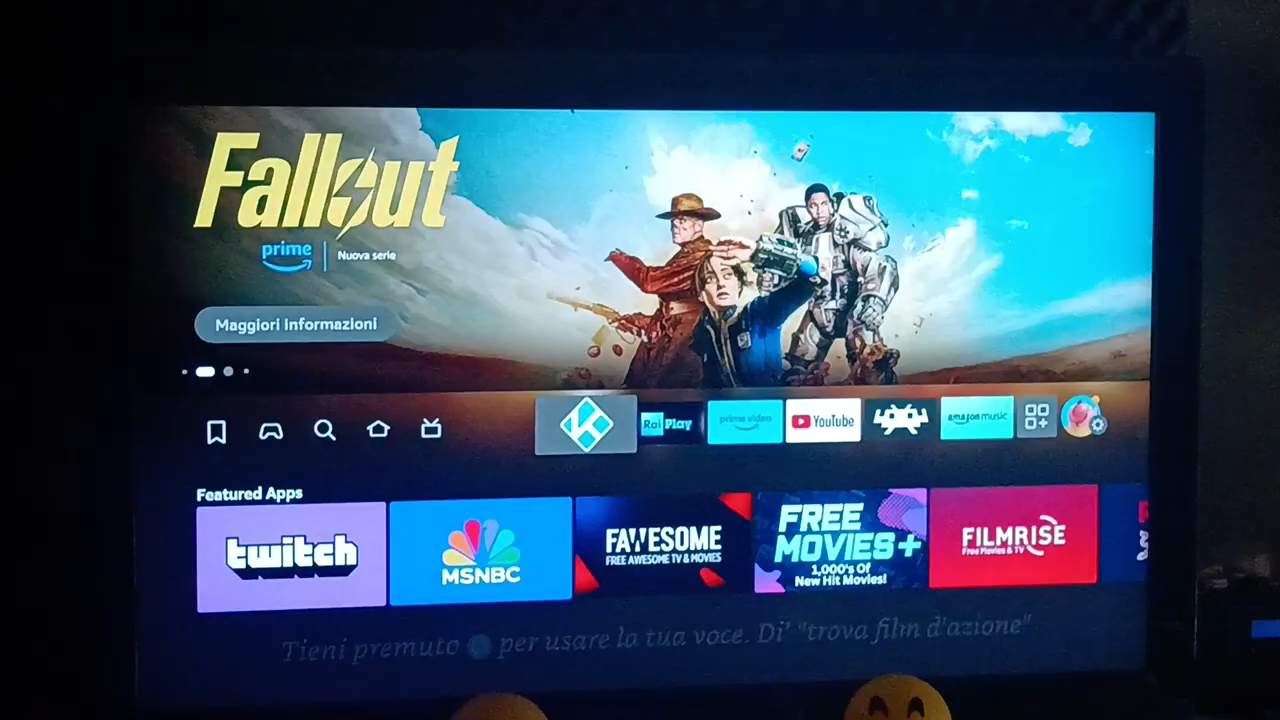 Fallout
prime
Nuova serie
Maggiori informazioni
Rai Play
prime video
YouTube
amazon music
Featured Apps
twitch
MSNBC
FAWESOME
FREE AWESOME TV & MOVIES
FREE
MOVIES+
1,000's Of
New Hit Movies!
FILMRISE
Free Movies & TV
Tieni premuto per usare la tua voce. Di' "trova film d'azione"